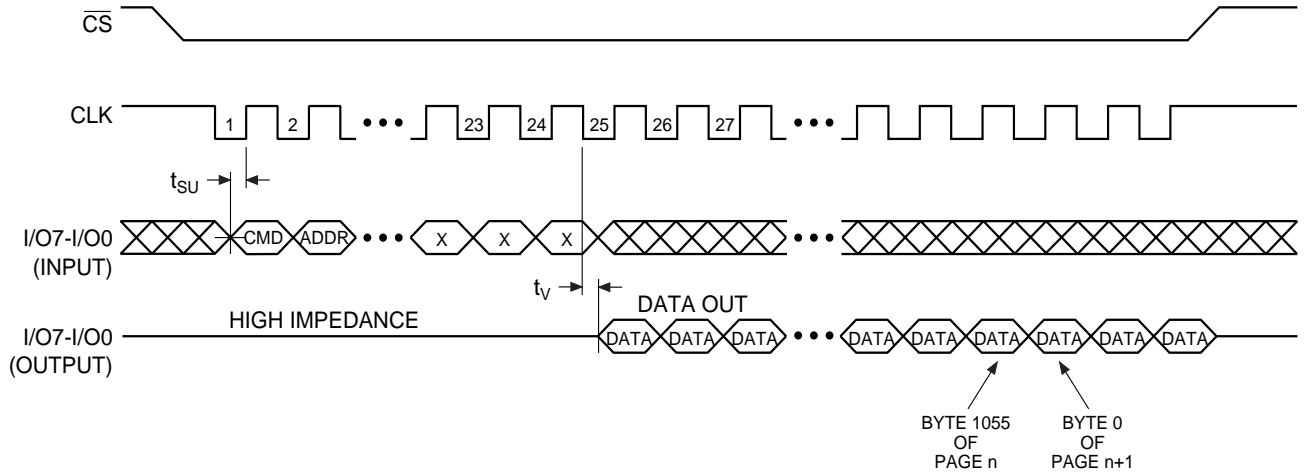 CS
CLK
1 2 23 24 25 26 27
tSU
I/O7-I/O0
(INPUT)
CMD ADDR X X X
tV
DATA OUT
HIGH IMPEDANCE
I/O7-I/O0
(OUTPUT)
DATA DATA DATA DATA DATA DATA DATA DATA DATA
BYTE 1055
OF
PAGE n
BYTE 0
OF
PAGE n+1